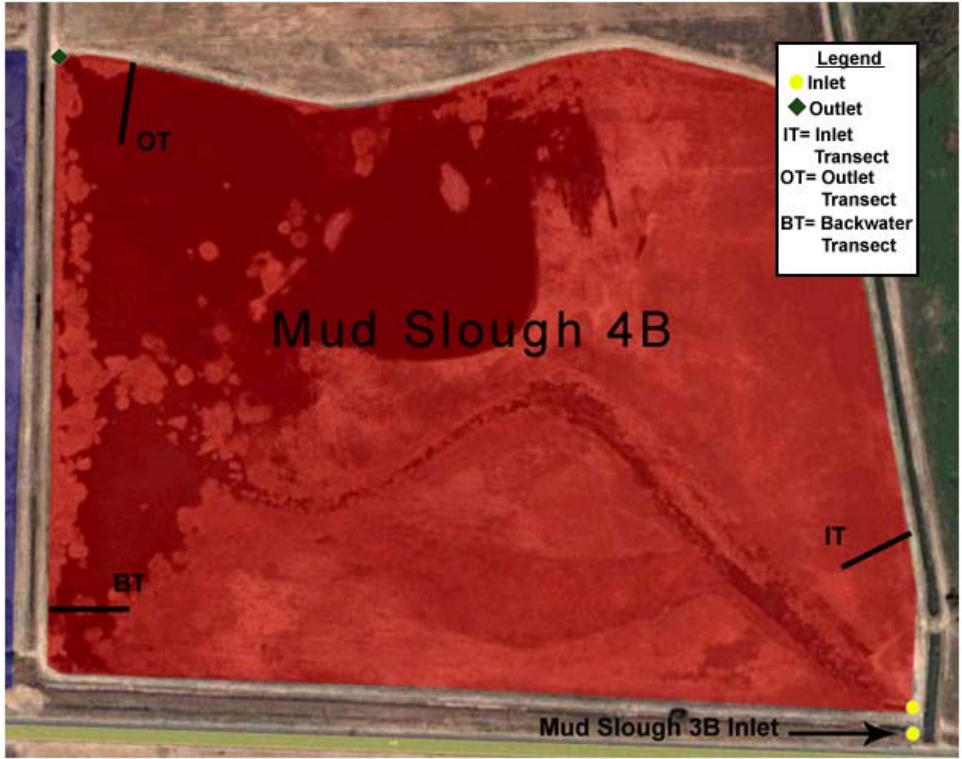 Legend
Inlet
Outlet
IT= Inlet
Transect
OT= Outlet
Transect
BT= Backwater
Transect
OT
Mud Slough 4B
IT
BT
Mud Slough 3B Inlet